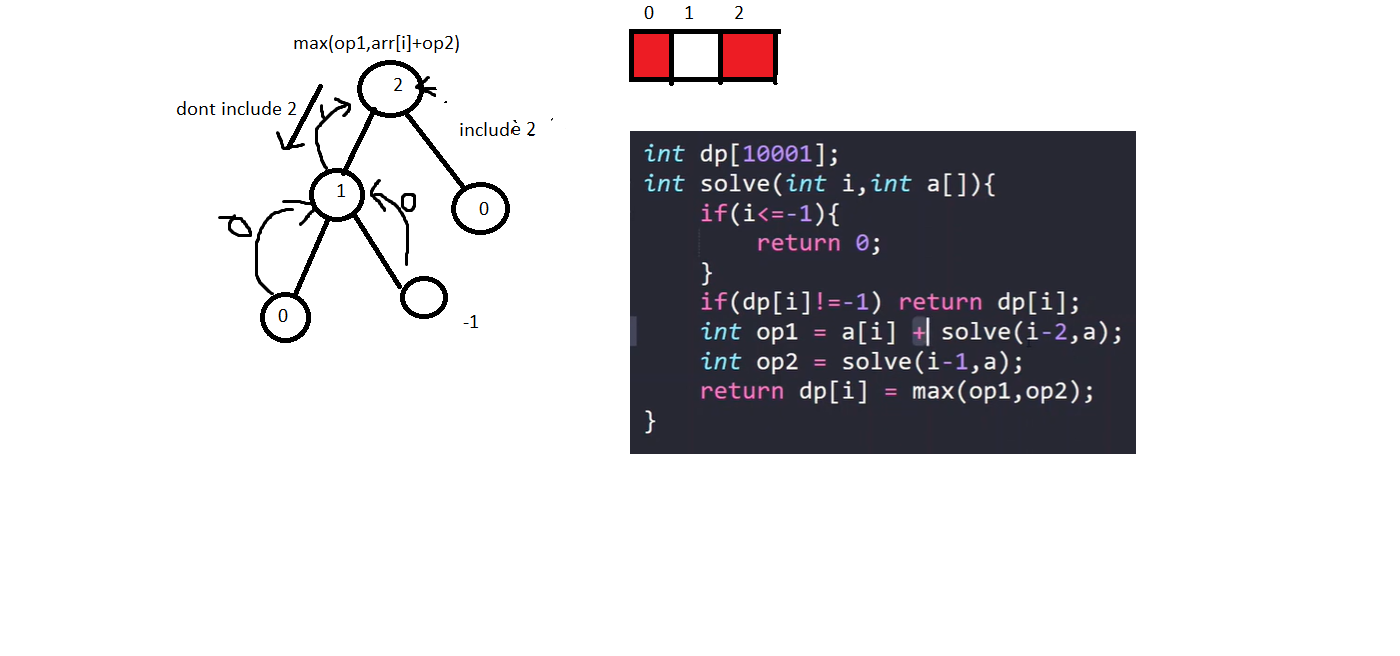 max(op1,arr[i]+op2)
dont include 2
include 2
2
1
0
0
0
0
-1
0 1 2
int dp[10001];
int solve(int i,int a[]){
if(i<=-1){
return 0;
}
if(dp[i]!=-1) return dp[i];
int op1 = a[i] + solve(i-2,a);
int op2 = solve(i-1,a);
return dp[i] = max(op1,op2);
}